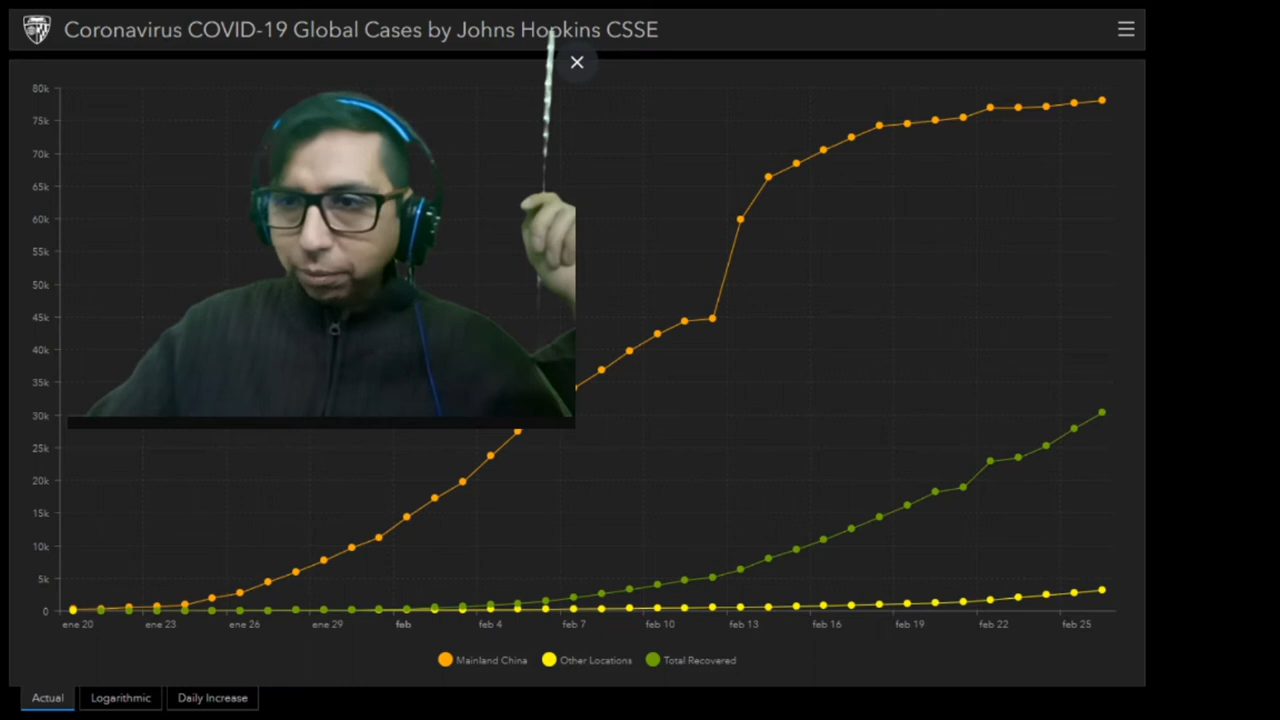 Coronavirus COVID-19 Global Cases by Johns Hopkins CSSE
80k
75k
70k
65k
60k
55k
50k
45k
40k
35k
30k
25k
20k
15k
10k
5k
0
ene 20 ene 23 ene 26 ene 29 feb feb 4 feb 7 feb 10 feb 13 feb 16 feb 19 feb 22 feb 25
Mainland China Other Locations Total Recovered
Actual Logarithmic Daily Increase